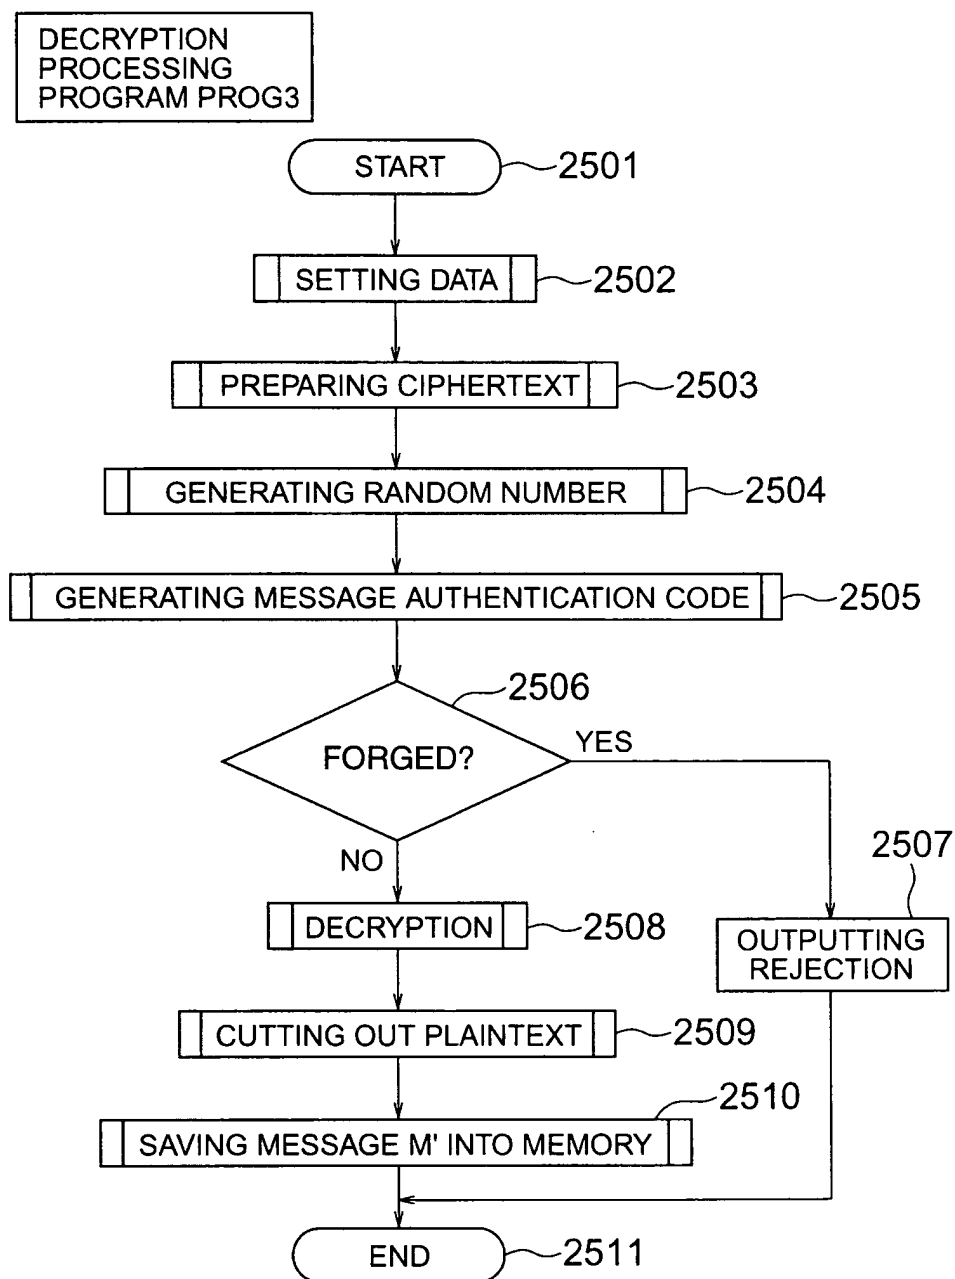 DECRYPTION
PROCESSING
PROGRAM PROG3
START 2501
SETTING DATA 2502
PREPARING CIPHERTEXT 2503
GENERATING RANDOM NUMBER 2504
GENERATING MESSAGE AUTHENTICATION CODE 2505
2506
FORGED?
YES
NO
2507
OUTPUTTING
REJECTION
DECRYPTION 2508
CUTTING OUT PLAINTEXT 2509
2510
SAVING MESSAGE M' INTO MEMORY
END 2511